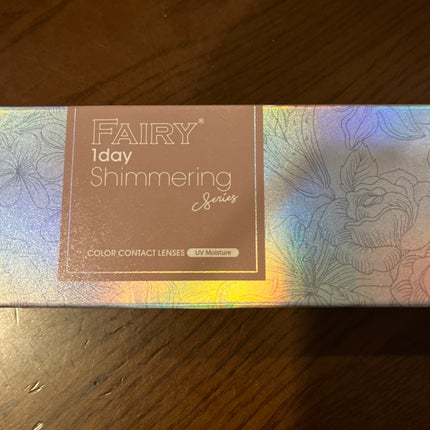 FAIRY®
1day
Shimmering
Series
COLOR CONTACT LENSES UV Moisture